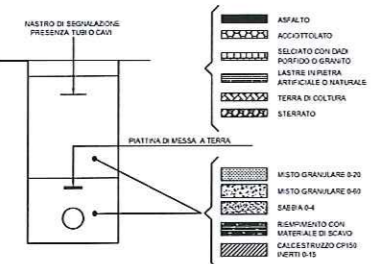 NASTRO DI SEGNALAZIONE
PRESENZA TUBI O CAVI
ASFALTO
ACCIOTTOLATO
SELCIATO CON DADI
PORFIDO O GRANITO
LASTRE IN PIETRA
ARTIFICIALE O NATURALE
TERRA DI COLTURA
STERRATO
PIATTINA DI MESSA A TERRA
MISTO GRANULARE 0-20
MISTO GRANULARE 0-60
SABBIA 0-4
RIEMPIMENTO CON
MATERIALE DI SCAVO
CALCESTRUZZO CP150
INERTI 0-15